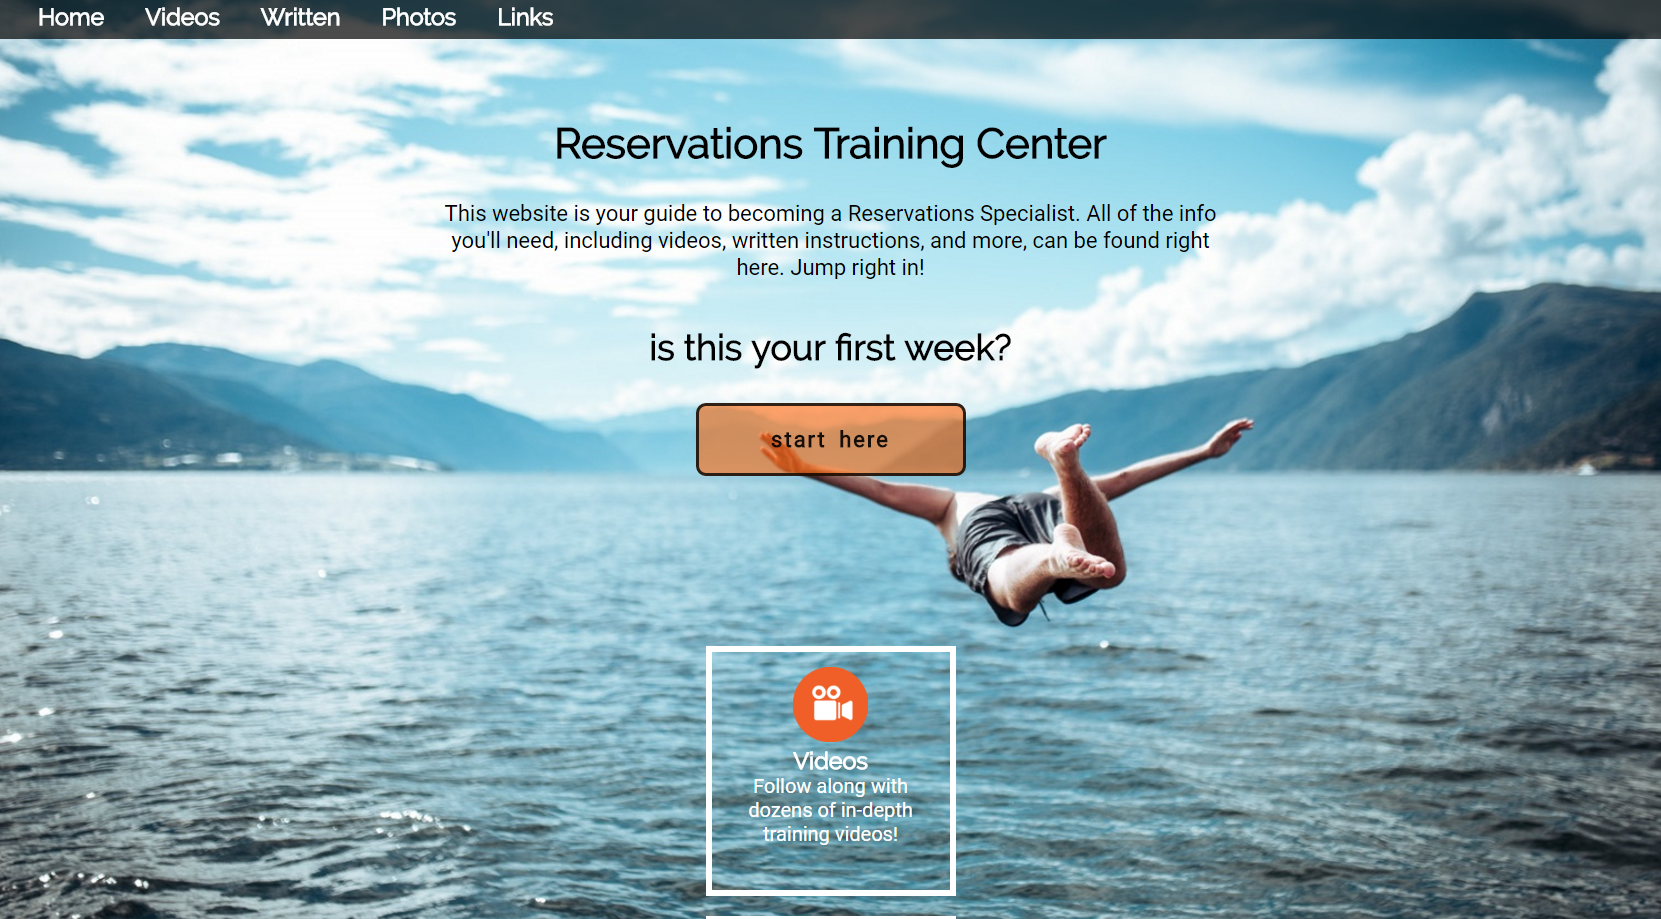 Home Videos Written Photos Links
Reservations Training Center
This website is your guide to becoming a Reservations Specialist. All of the info
you'll need, including videos, written instructions, and more, can be found right
here. Jump right in!
is this your first week?
start here
Videos
Follow along with
dozens of in-depth
training videos!